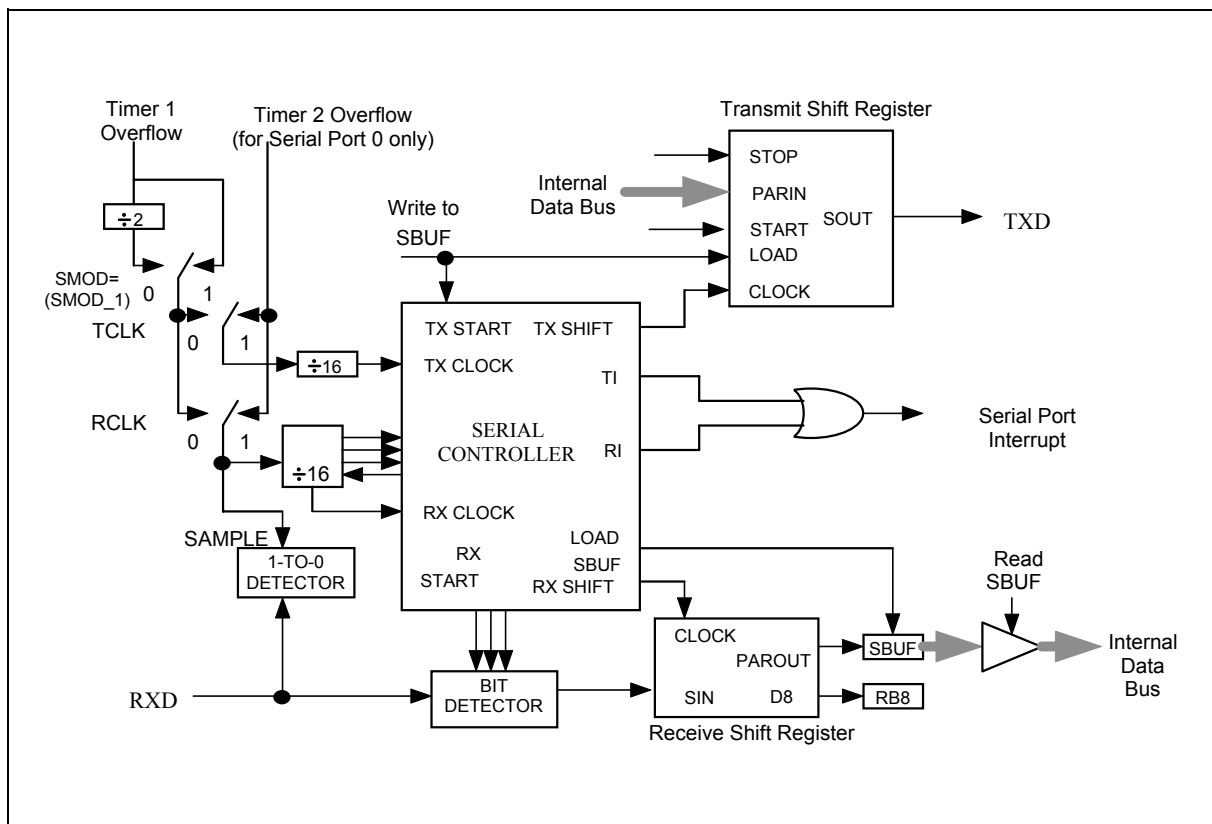 Timer 1
Overflow
Timer 2 Overflow
(for Serial Port 0 only)
÷2
SMOD=
(SMOD_1)
0
1
TCLK
0
1
÷16
RCLK
0
1
÷16
SAMPLE
1-TO-0
DETECTOR
RXD
Write to
SBUF
TX START
TX SHIFT
TX CLOCK
TI
SERIAL
CONTROLLER
RI
RX CLOCK
LOAD
SBUF
RX
START
RX SHIFT
BIT
DETECTOR
Transmit Shift Register
Internal
Data Bus
STOP
PARIN
SOUT
START
LOAD
CLOCK
TXD
Serial Port
Interrupt
CLOCK
PAROUT
SIN
D8
Receive Shift Register
SBUF
RB8
Read
SBUF
Internal
Data
Bus